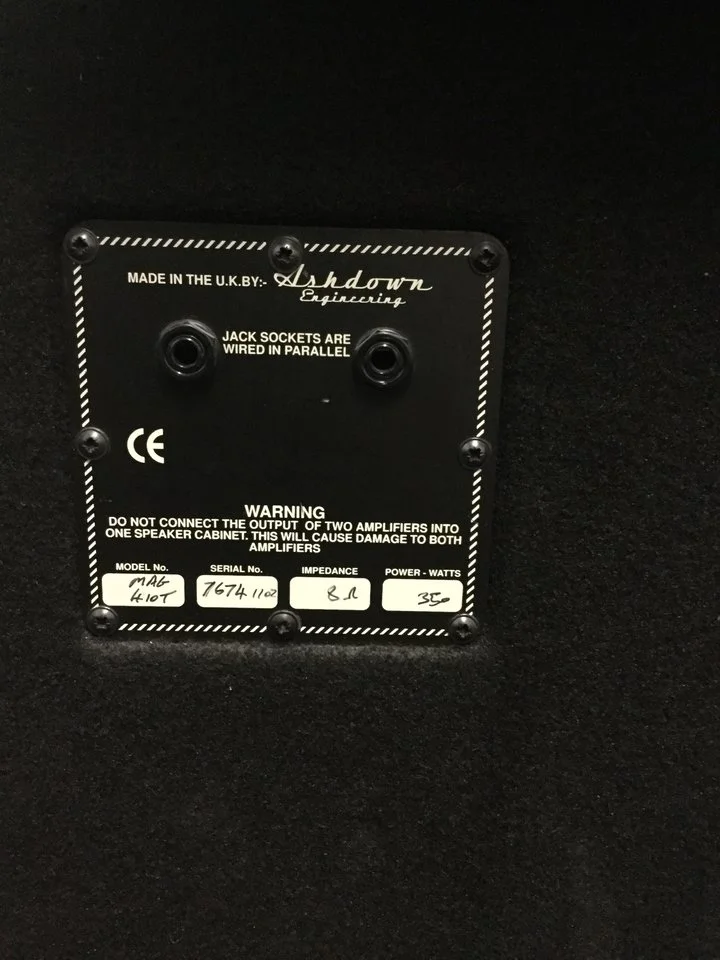 MADE IN THE U.K.BY:- Ashdown
Engineering
JACK SOCKETS ARE
WIRED IN PARALLEL
CE
WARNING
DO NOT CONNECT THE OUTPUT OF TWO AMPLIFIERS INTO
ONE SPEAKER CABINET. THIS WILL CAUSE DAMAGE TO BOTH
AMPLIFIERS
MODEL No. SERIAL No. IMPEDANCE POWER - WATTS
MAG
410T 7674 1102 8 Ω 350